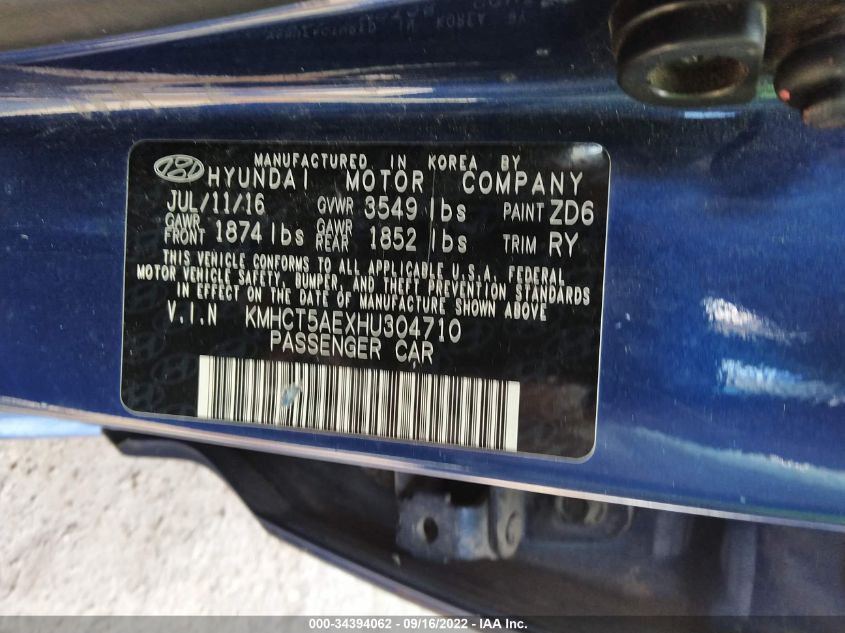 MANUFACTURED IN KOREA BY
HYUNDAI MOTOR COMPANY
JUL/11/16 GVWR 3549 lbs PAINT ZD6
GAWR FRONT 1874 lbs GAWR REAR 1852 lbs TRIM RY
THIS VEHICLE CONFORMS TO ALL APPLICABLE U.S.A. FEDERAL
MOTOR VEHICLE SAFETY, BUMPER, AND THEFT PREVENTION STANDARDS
IN EFFECT ON THE DATE OF MANUFACTURE SHOWN ABOVE
V.I.N KMHCT5AEXHU304710
PASSENGER CAR
000-34394062 - 09/16/2022 - IAA Inc.